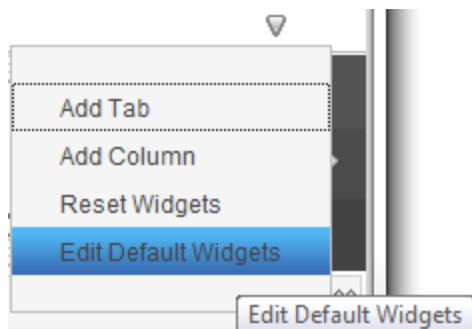 Add Tab
Add Column
Reset Widgets
Edit Default Widgets
Edit Default Widgets